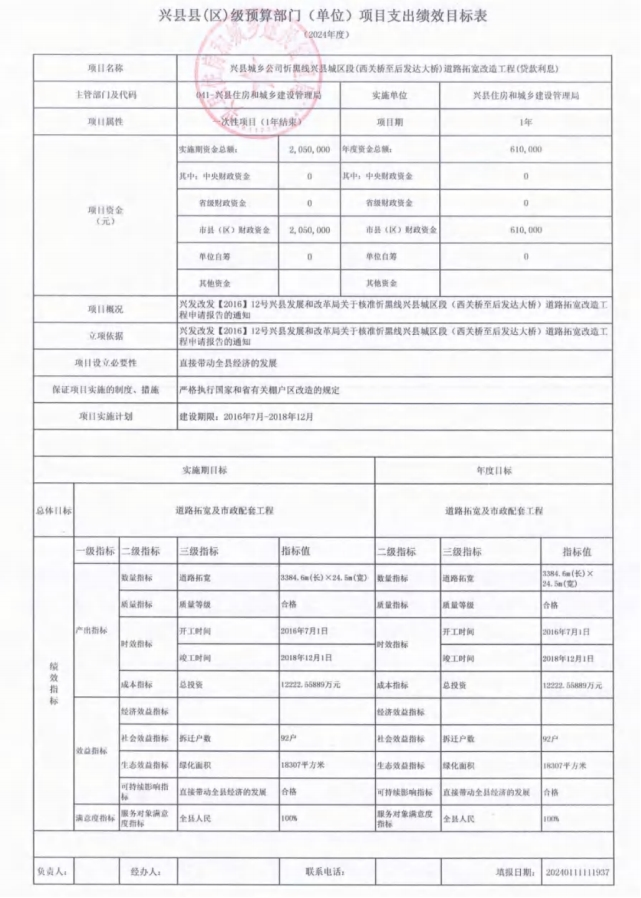 兴县县(区)级预算部门（单位）项目支出绩效目标表
（2024年度）
项目名称 兴县城乡公司忻黑线兴县城区段(西关桥至后发达大桥)道路拓宽改造工程(贷款利息)
主管部门及代码 041-兴县住房和城乡建设管理局 实施单位 兴县住房和城乡建设管理局
项目属性 一次性项目（1年结束） 项目期 1年
项目资金
（元）
实施期资金总额： 2,050,000 年度资金总额： 610,000
其中：中央财政资金 0 其中：中央财政资金 0
省级财政资金 0 省级财政资金 0
市县（区）财政资金 2,050,000 市县（区）财政资金 610,000
单位自筹 0 单位自筹 0
其他资金 其他资金
项目概况 兴发改发【2016】12号兴县发展和改革局关于核准忻黑线兴县城区段（西关桥至后发达大桥）道路拓宽改造工
程申请报告的通知
立项依据 兴发改发【2016】12号兴县发展和改革局关于核准忻黑线兴县城区段（西关桥至后发达大桥）道路拓宽改造工
程申请报告的通知
项目设立必要性 直接带动全县经济的发展
保证项目实施的制度、措施 严格执行国家和省有关棚户区改造的规定
项目实施计划 建设期限：2016年7月-2018年12月
实施期目标 年度目标
总体目标 道路拓宽及市政配套工程 道路拓宽及市政配套工程
绩效指标
一级指标 二级指标 三级指标 指标值 二级指标 三级指标 指标值
产出指标
数量指标 道路拓宽 3384.6m(长)×24.5m(宽) 数量指标 道路拓宽 3384.6m(长)×
24.5m(宽)
质量指标 质量等级 合格 质量指标 质量等级 合格
时效指标 开工时间 2016年7月1日 时效指标 开工时间 2016年7月1日
竣工时间 2018年12月1日 竣工时间 2018年12月1日
成本指标 总投资 12222.55889万元 成本指标 总投资 12222.55889万元
效益指标
经济效益指标 经济效益指标
社会效益指标 拆迁户数 92户 社会效益指标 拆迁户数 92户
生态效益指标 绿化面积 18307平方米 生态效益指标 绿化面积 18307平方米
可持续影响指
标 直接带动全县经济的发展 合格 可持续影响指标 直接带动全县经济的发展 合格
满意度指标 服务对象满意
度指标 全县人民 100% 服务对象满意度
指标 全县人民 100%
负责人： 经办人： 联系电话： 填报日期： 20240111111937